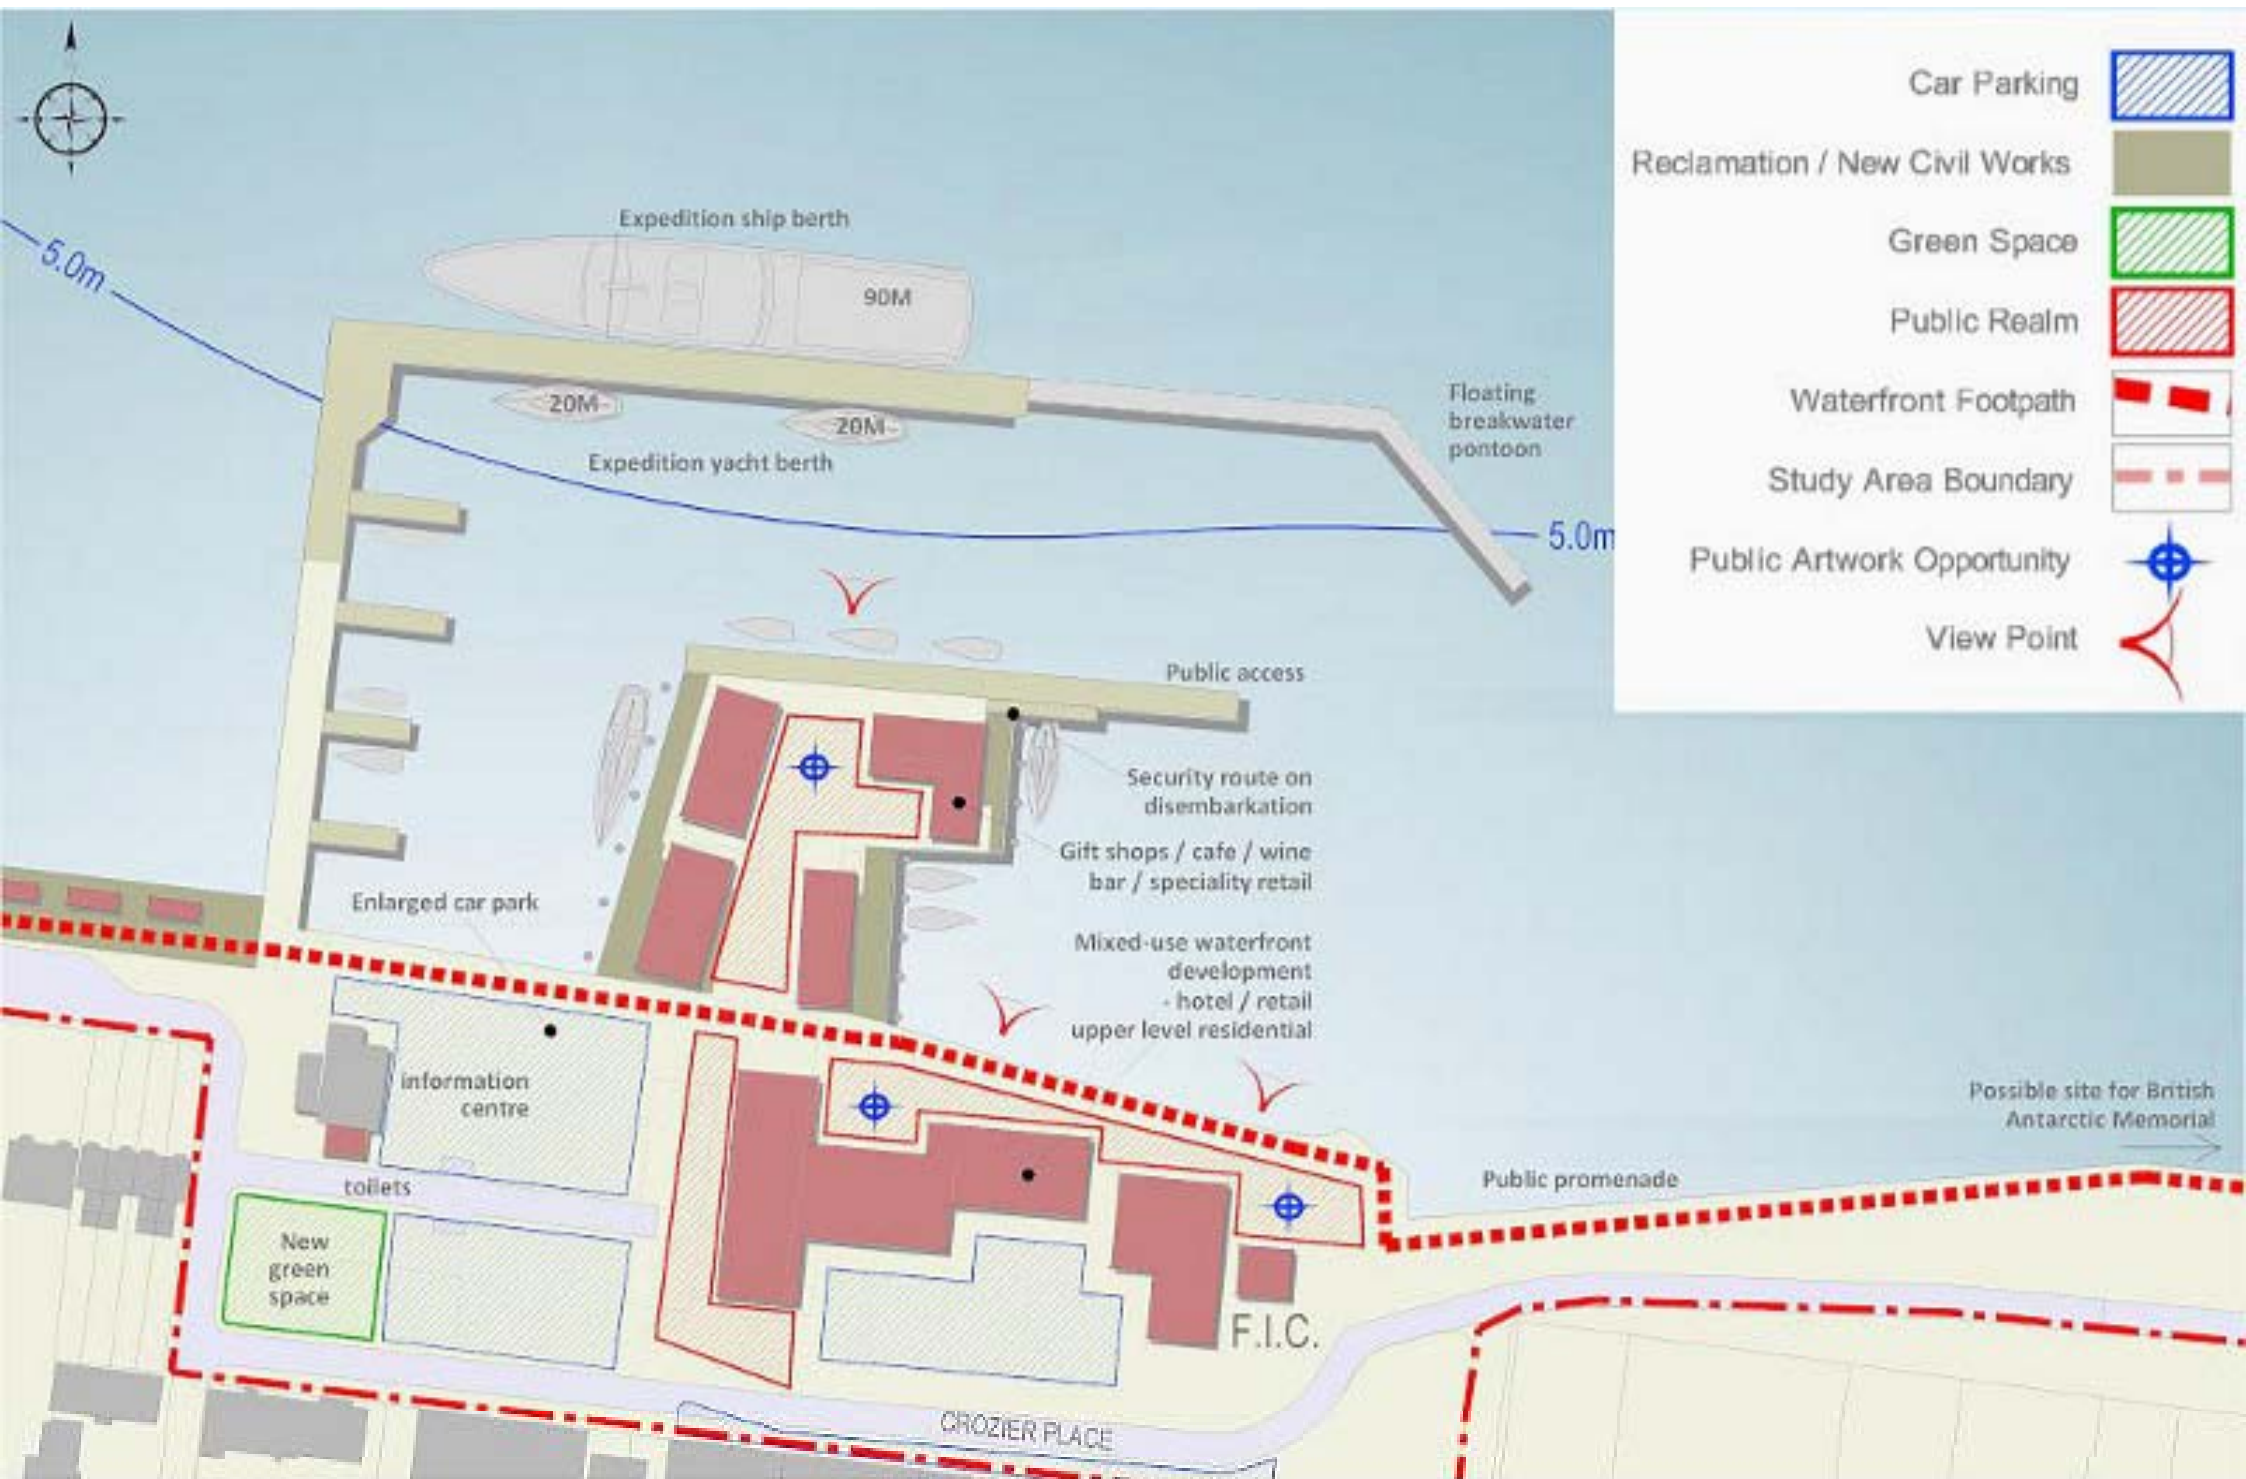 Car Parking
Reclamation / New Civil Works
Green Space
Public Realm
Waterfront Footpath
Study Area Boundary
Public Artwork Opportunity
View Point
Expedition ship berth
90M
5.0m
20M
20M
Expedition yacht berth
Floating
breakwater
pontoon
5.0m
Public access
Security route on
disembarkation
Gift shops / cafe / wine
bar / speciality retail
Enlarged car park
Mixed-use waterfront
development
- hotel / retail
upper level residential
information
centre
Possible site for British
Antarctic Memorial
Public promenade
toilets
New
green
space
F.I.C.
CROZIER PLACE